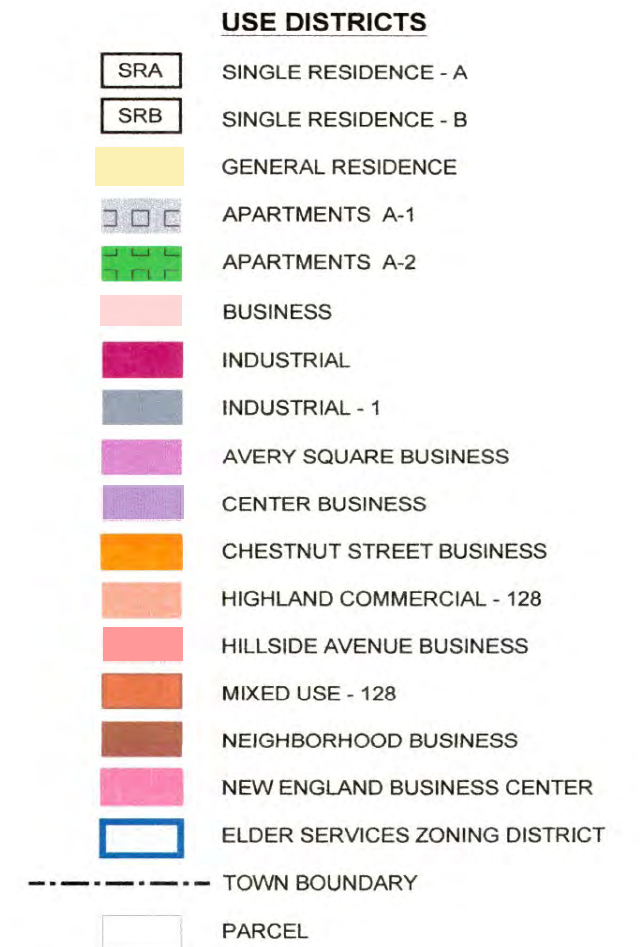 USE DISTRICTS
SRA SINGLE RESIDENCE - A
SRB SINGLE RESIDENCE - B
GENERAL RESIDENCE
APARTMENTS A-1
APARTMENTS A-2
BUSINESS
INDUSTRIAL
INDUSTRIAL - 1
AVERY SQUARE BUSINESS
CENTER BUSINESS
CHESTNUT STREET BUSINESS
HIGHLAND COMMERCIAL - 128
HILLSIDE AVENUE BUSINESS
MIXED USE - 128
NEIGHBORHOOD BUSINESS
NEW ENGLAND BUSINESS CENTER
ELDER SERVICES ZONING DISTRICT
TOWN BOUNDARY
PARCEL